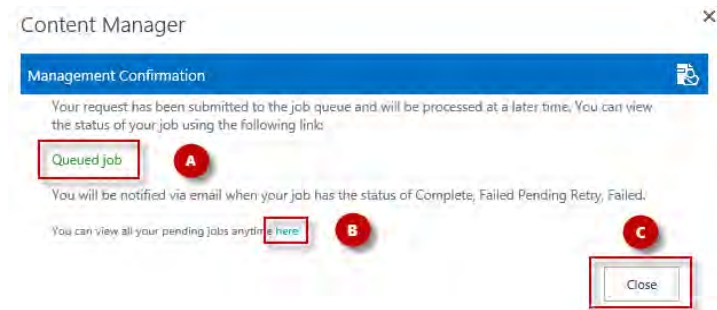 Content Manager
Management Confirmation
Your request has been submitted to the job queue and will be processed at a later time. You can view
the status of your job using the following link:
Queued job
A
You will be notified via email when your job has the status of Complete, Failed Pending Retry, Failed.
You can view all your pending jobs anytime here
B
C
Close